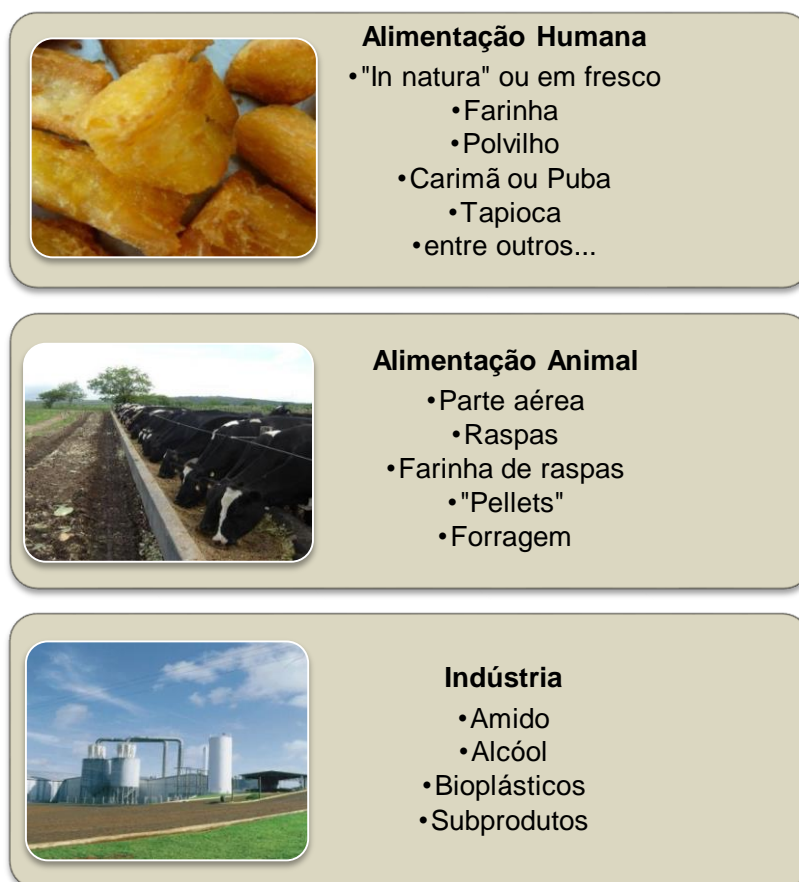 Alimentação Humana
•"In natura" ou em fresco
•Farinha
•Polvilho
•Carimã ou Puba
•Tapioca
•entre outros...
Alimentação Animal
•Parte aérea
•Raspas
•Farinha de raspas
•"Pellets"
•Forragem
Indústria
•Amido
•Alcóol
•Bioplásticos
•Subprodutos